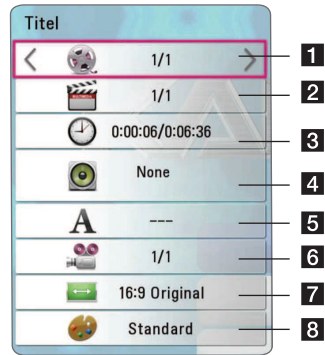 Titel
1/1 1
1/1 2
0:00:06/0:06:36 3
None 4
A --- 5
1/1 6
16:9 Original 7
Standard 8